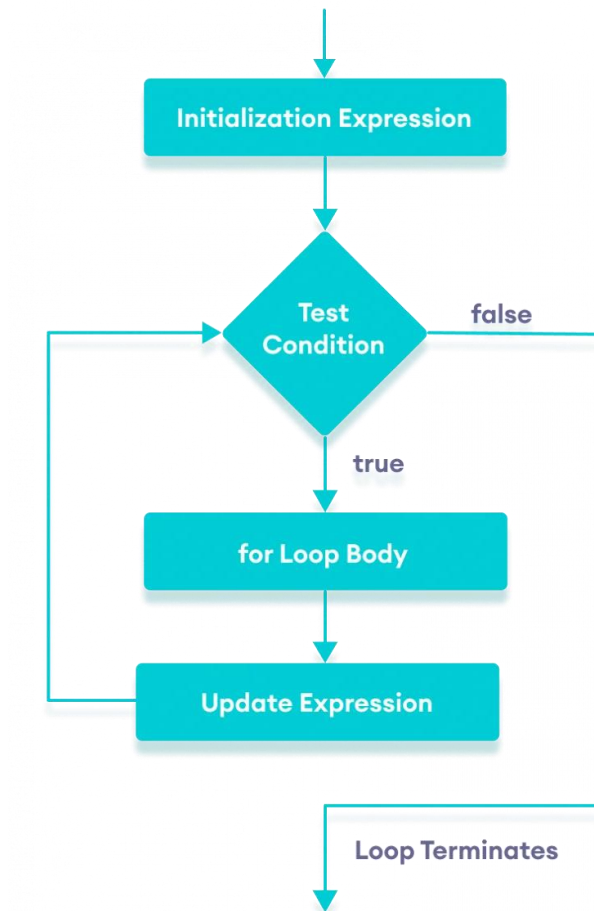 Initialization Expression
Test
Condition
false
true
for Loop Body
Update Expression
Loop Terminates